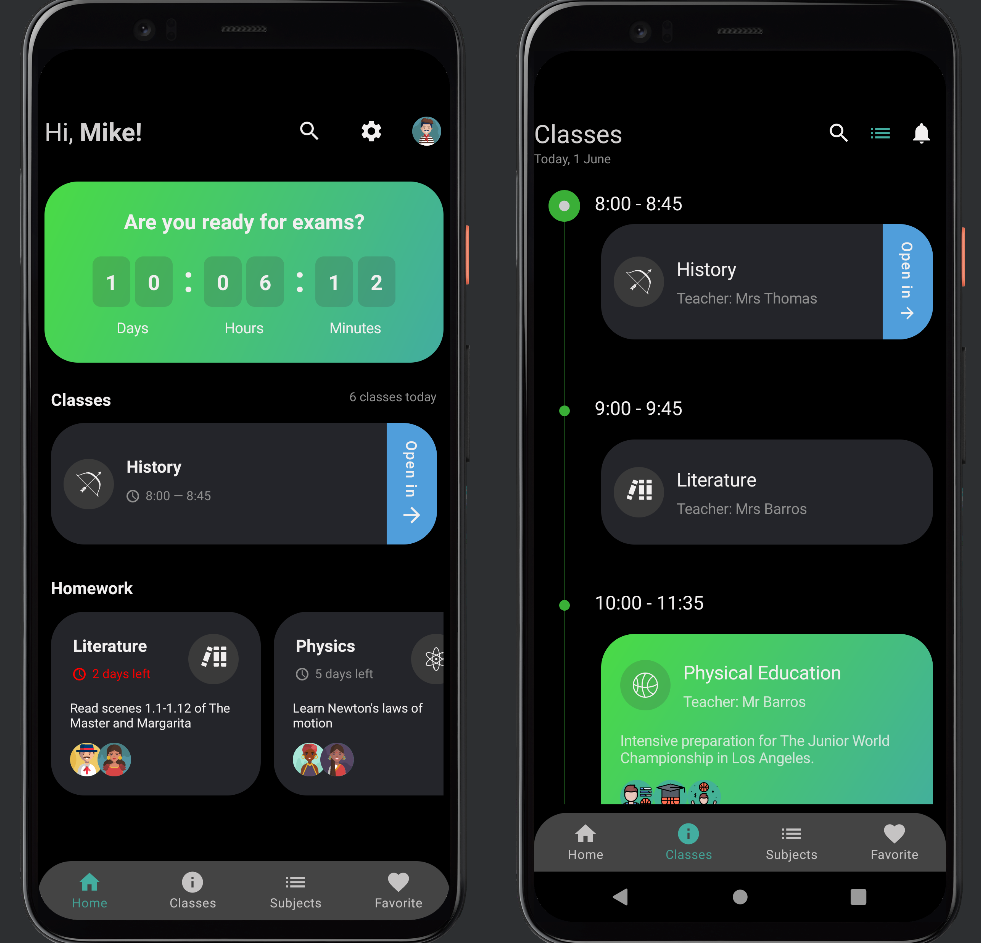 Hi, Mike!
Are you ready for exams?
1 0 : 0 6 : 1 2
Days Hours Minutes
Classes 6 classes today
History
8:00 — 8:45
Open in
Homework
Literature
2 days left
Read scenes 1.1-1.12 of The
Master and Margarita
Physics
5 days left
Learn Newton's laws of
motion
Home Classes Subjects Favorite
Classes
Today, 1 June
8:00 - 8:45
History
Teacher: Mrs Thomas
Open in
9:00 - 9:45
Literature
Teacher: Mrs Barros
10:00 - 11:35
Physical Education
Teacher: Mr Barros
Intensive preparation for The Junior World
Championship in Los Angeles.
Home Classes Subjects Favorite